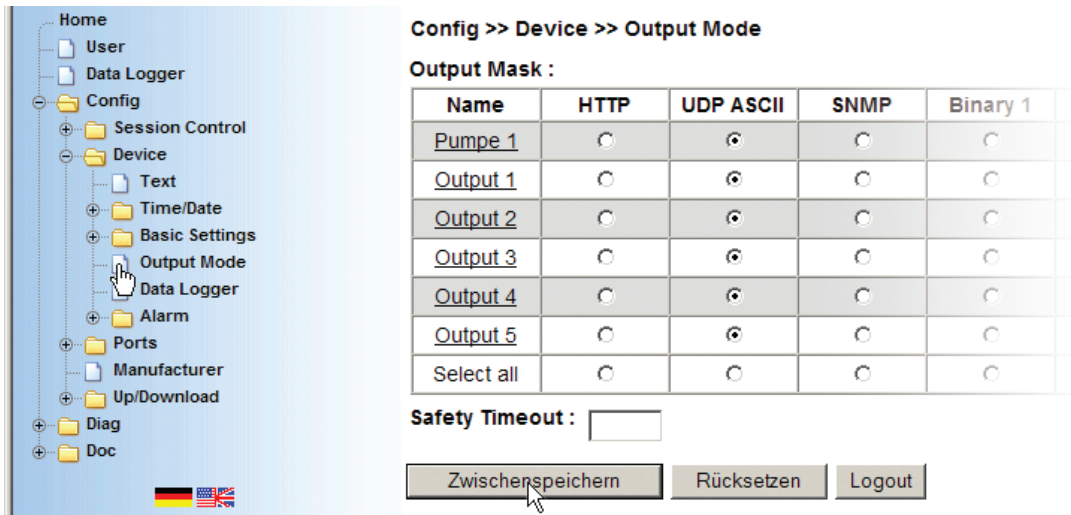 Home
User
Data Logger
Config
Session Control
Device
Text
Time/Date
Basic Settings
Output Mode
Data Logger
Alarm
Ports
Manufacturer
Up/Download
Diag
Doc
Config >> Device >> Output Mode
Output Mask :
Name HTTP UDP ASCII SNMP Binary 1
Pumpe 1
Output 1
Output 2
Output 3
Output 4
Output 5
Select all
Safety Timeout :
Zwischenspeichern Rücksetzen Logout